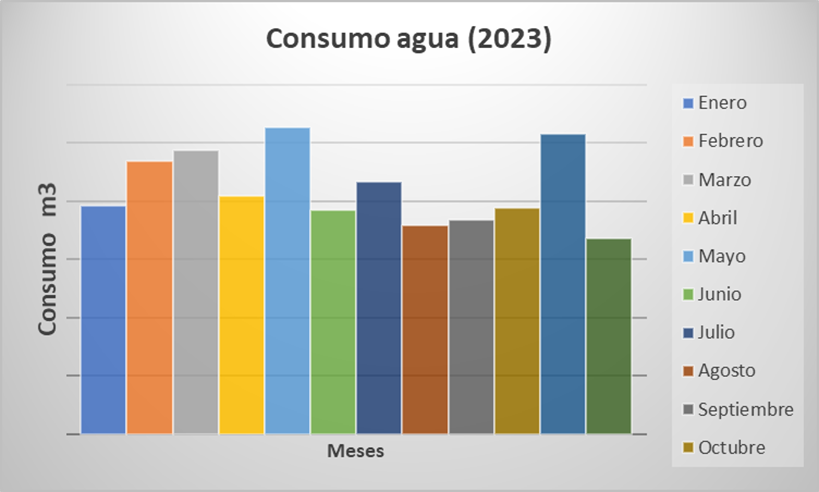 Consumo agua (2023)
Consumo m3
Meses
Enero
Febrero
Marzo
Abril
Mayo
Junio
Julio
Agosto
Septiembre
Octubre